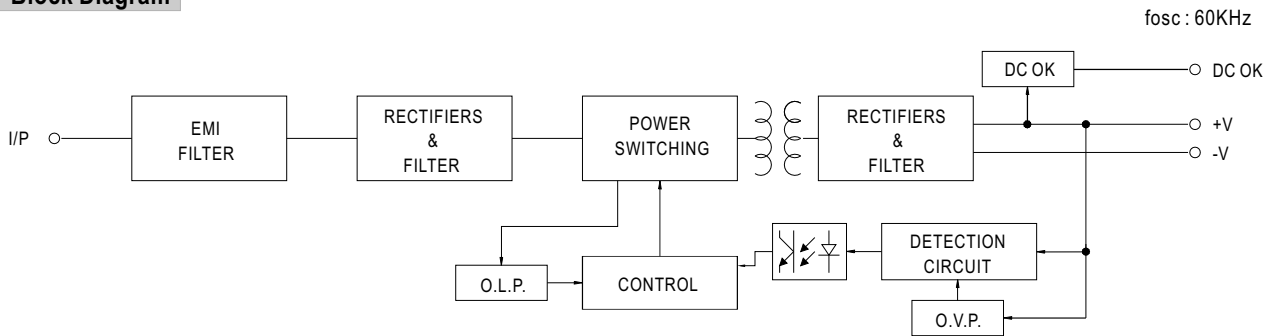 Block Diagram
fosc : 60KHz
DC OK
DC OK
I/P
EMI
FILTER
RECTIFIERS
&
FILTER
POWER
SWITCHING
RECTIFIERS
&
FILTER
+V
-V
O.L.P.
CONTROL
DETECTION
CIRCUIT
O.V.P.